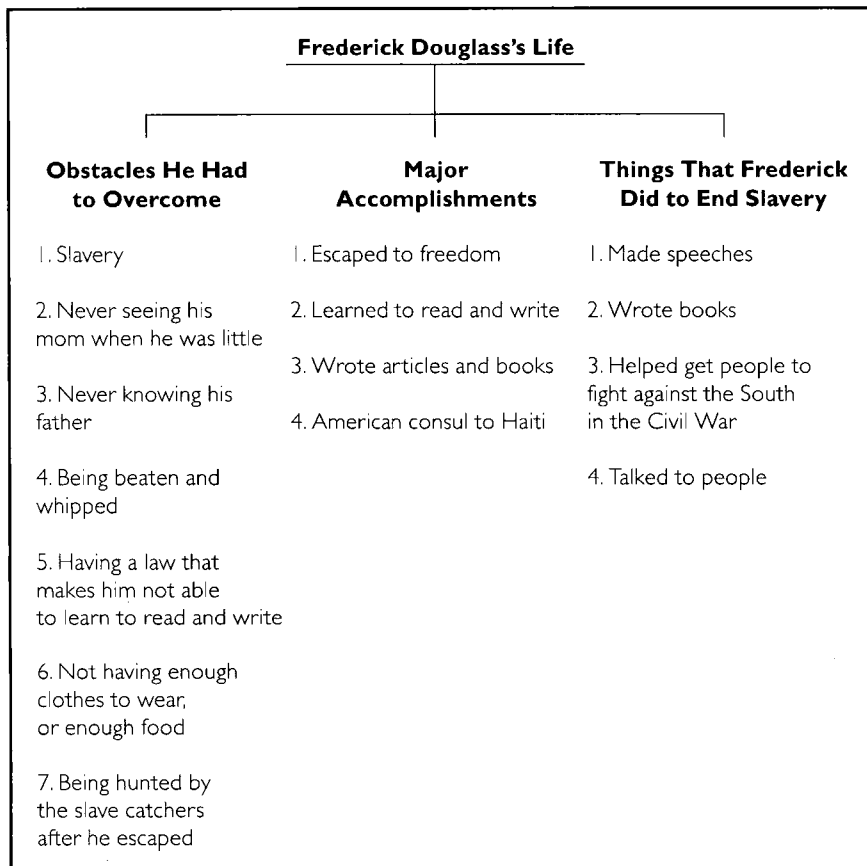 Frederick Douglass's Life
Obstacles He Had
to Overcome
1. Slavery
2. Never seeing his
mom when he was little
3. Never knowing his
father
4. Being beaten and
whipped
5. Having a law that
makes him not able
to learn to read and write
6. Not having enough
clothes to wear,
or enough food
7. Being hunted by
the slave catchers
after he escaped
Major
Accomplishments
1. Escaped to freedom
2. Learned to read and write
3. Wrote articles and books
4. American consul to Haiti
Things That Frederick
Did to End Slavery
1. Made speeches
2. Wrote books
3. Helped get people to
fight against the South
in the Civil War
4. Talked to people